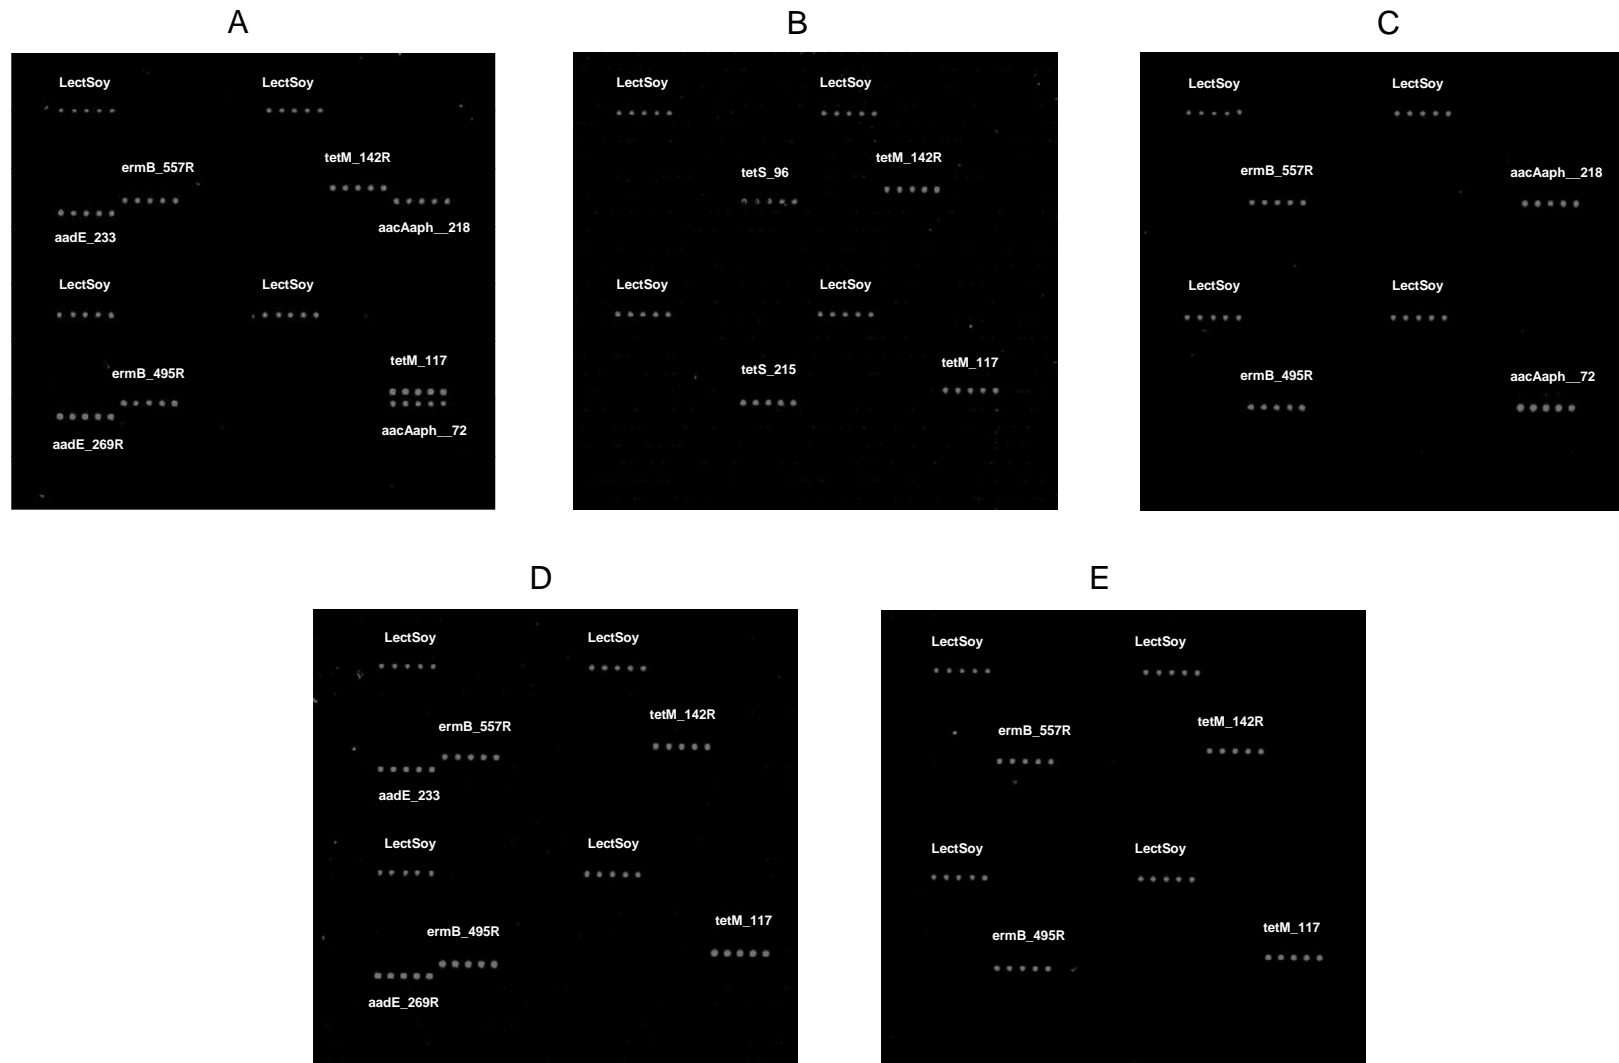 A
LectSoy LectSoy
ermB_557R tetM_142R
aadE_233 aacAaph__218
LectSoy LectSoy
ermB_495R tetM_117
aadE_269R aacAaph__72
B
LectSoy LectSoy
tetS_96 tetM_142R
LectSoy LectSoy
tetS_215 tetM_117
C
LectSoy LectSoy
ermB_557R aacAaph__218
LectSoy LectSoy
ermB_495R aacAaph__72
D
LectSoy LectSoy
ermB_557R tetM_142R
aadE_233
LectSoy LectSoy
ermB_495R tetM_117
aadE_269R
E
LectSoy LectSoy
ermB_557R tetM_142R
LectSoy LectSoy
ermB_495R tetM_117